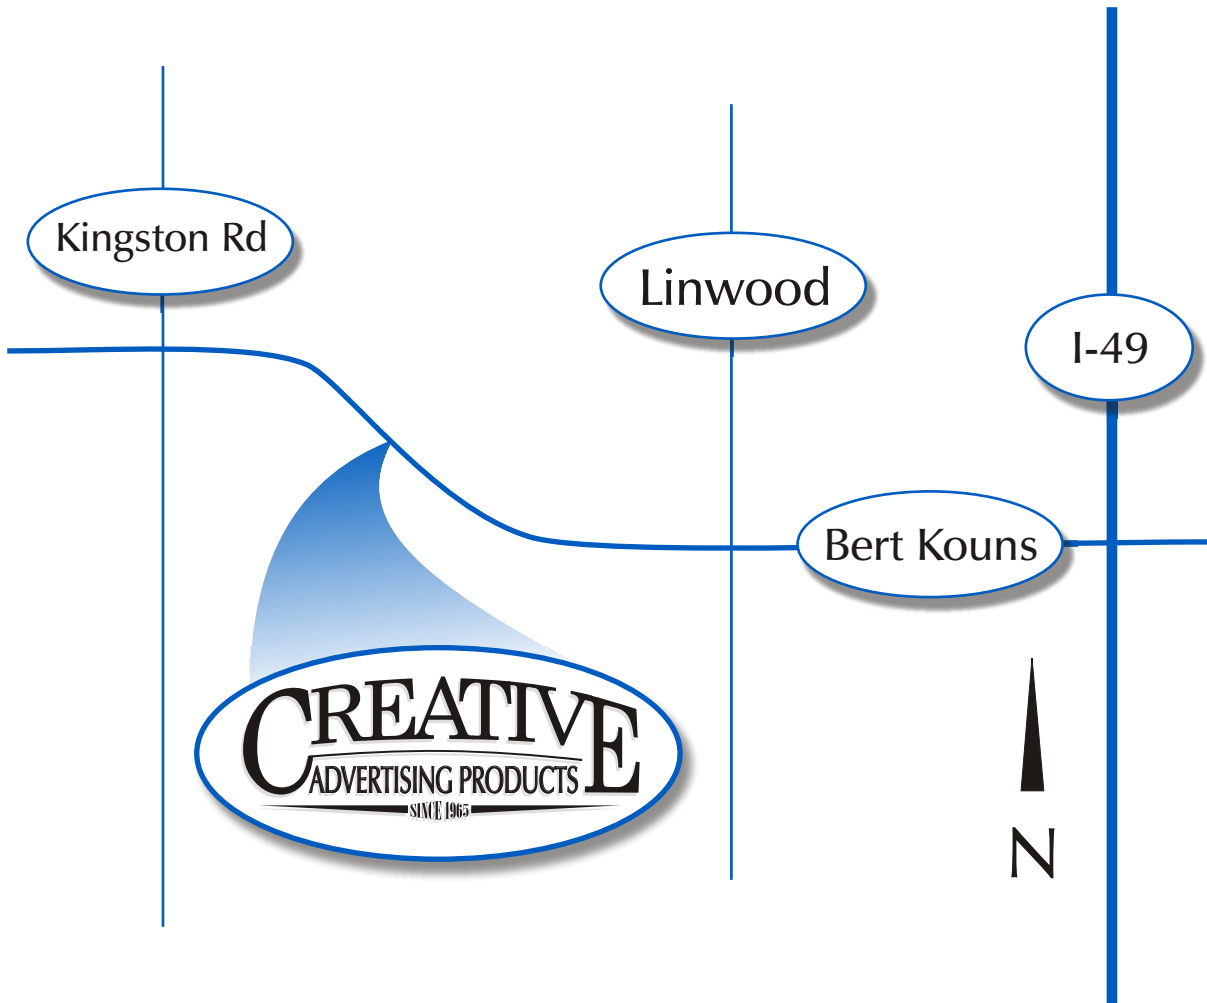 Kingston Rd
Linwood
I-49
Bert Kouns
CREATIVE
ADVERTISING PRODUCTS
SINCE 1965
N